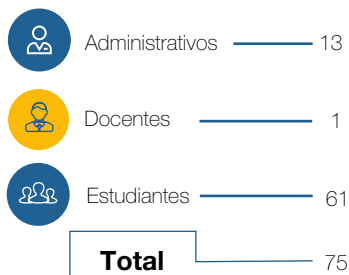 Administrativos 13
Docentes 1
Estudiantes 61
Total 75